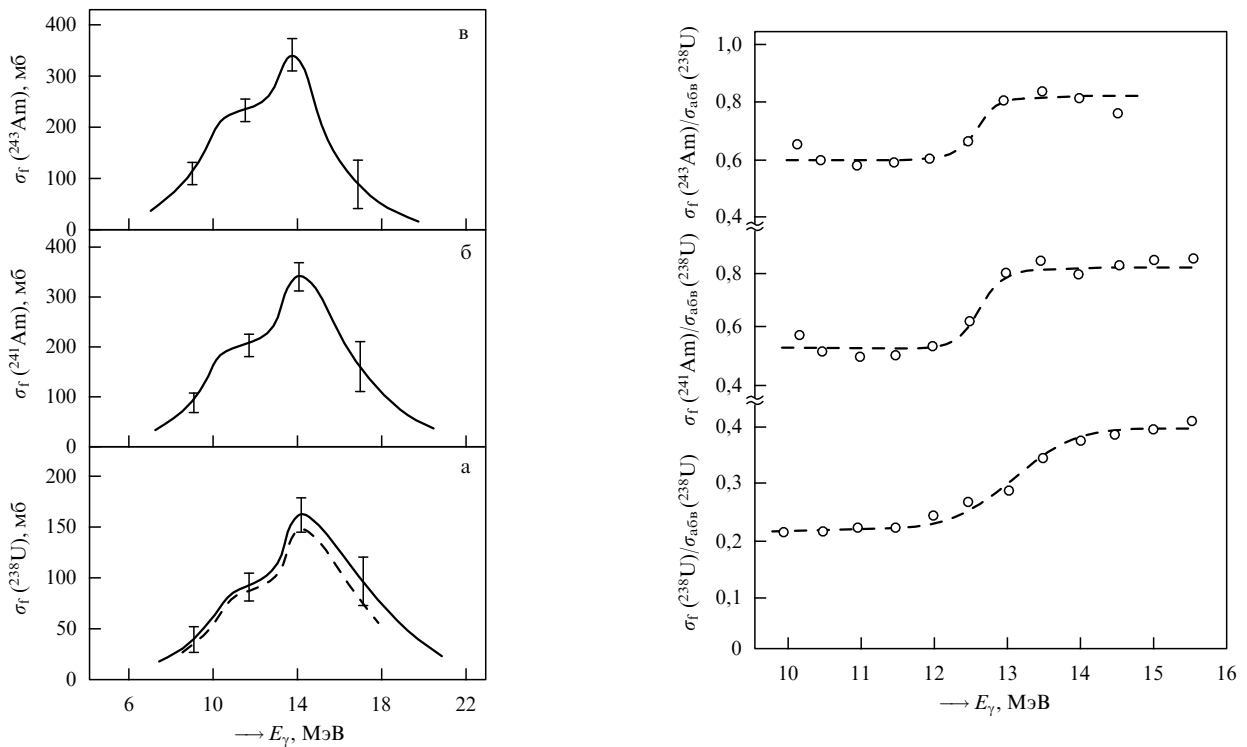 400
300
200
100
0
σf (²⁴³Am), мб
в
400
300
200
100
0
σf (²⁴¹Am), мб
б
200
150
100
50
0
σf (²³⁸U), мб
а
6 10 14 18 22
⟶ Eγ, МэВ
1,0
0,8
0,6
0,4
σf (²⁴³Am)/σабв (²³⁸U)
0,8
0,6
0,4
σf (²⁴¹Am)/σабв (²³⁸U)
0,4
0,3
0,2
0,1
0
σf (²³⁸U)/σабв (²³⁸U)
10 11 12 13 14 15 16
⟶ Eγ, МэВ